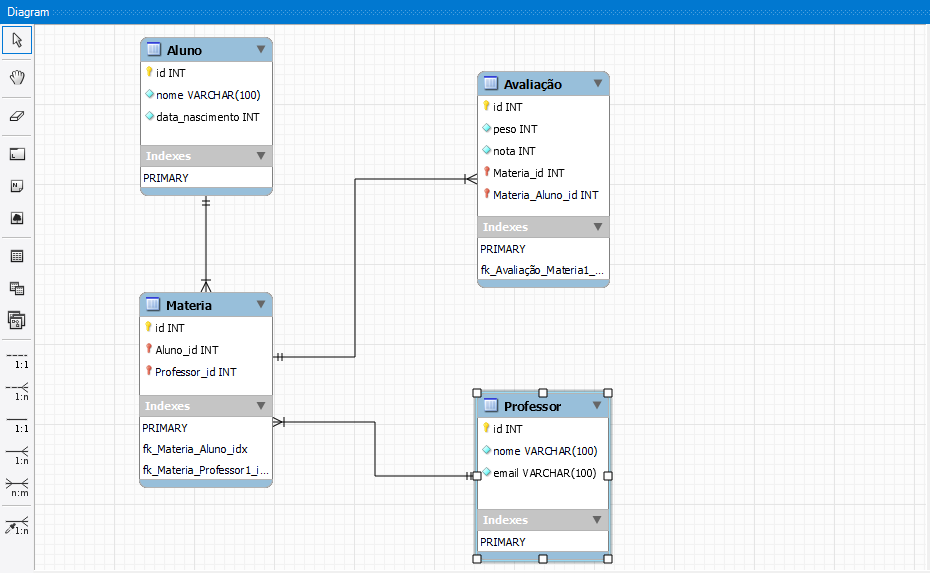 Diagram
Aluno
id INT
nome VARCHAR(100)
data_nascimento INT
Indexes
PRIMARY
Avaliação
id INT
peso INT
nota INT
Materia_id INT
Materia_Aluno_id INT
Indexes
PRIMARY
fk_Avaliação_Materia1_...
Materia
id INT
Aluno_id INT
Professor_id INT
Indexes
PRIMARY
fk_Materia_Aluno_idx
fk_Materia_Professor1_i...
Professor
id INT
nome VARCHAR(100)
email VARCHAR(100)
Indexes
PRIMARY
1:1
1:n
1:1
1:n
n:m
1:n